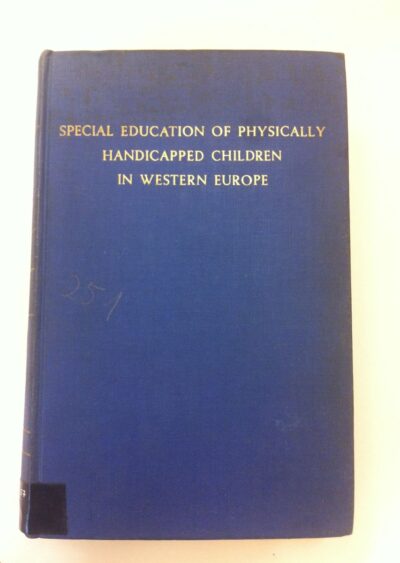 SPECIAL EDUCATION OF PHYSICALLY
HANDICAPPED CHILDREN
IN WESTERN EUROPE
251